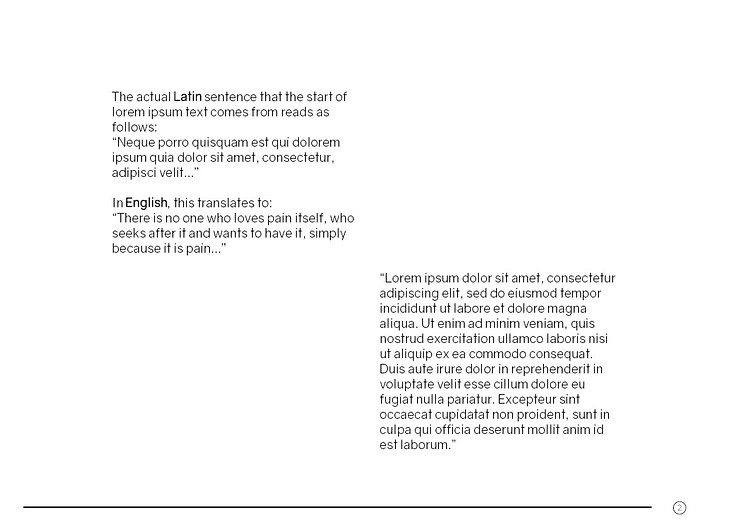 The actual Latin sentence that the start of
lorem ipsum text comes from reads as
follows:
“Neque porro quisquam est qui dolorem
ipsum quia dolor sit amet, consectetur,
adipisci velit...”
In English, this translates to:
“There is no one who loves pain itself, who
seeks after it and wants to have it, simply
because it is pain...”
“Lorem ipsum dolor sit amet, consectetur
adipiscing elit, sed do eiusmod tempor
incididunt ut labore et dolore magna
aliqua. Ut enim ad minim veniam, quis
nostrud exercitation ullamco laboris nisi
ut aliquip ex ea commodo consequat.
Duis aute irure dolor in reprehenderit in
voluptate velit esse cillum dolore eu
fugiat nulla pariatur. Excepteur sint
occaecat cupidatat non proident, sunt in
culpa qui officia deserunt mollit anim id
est laborum.”
2